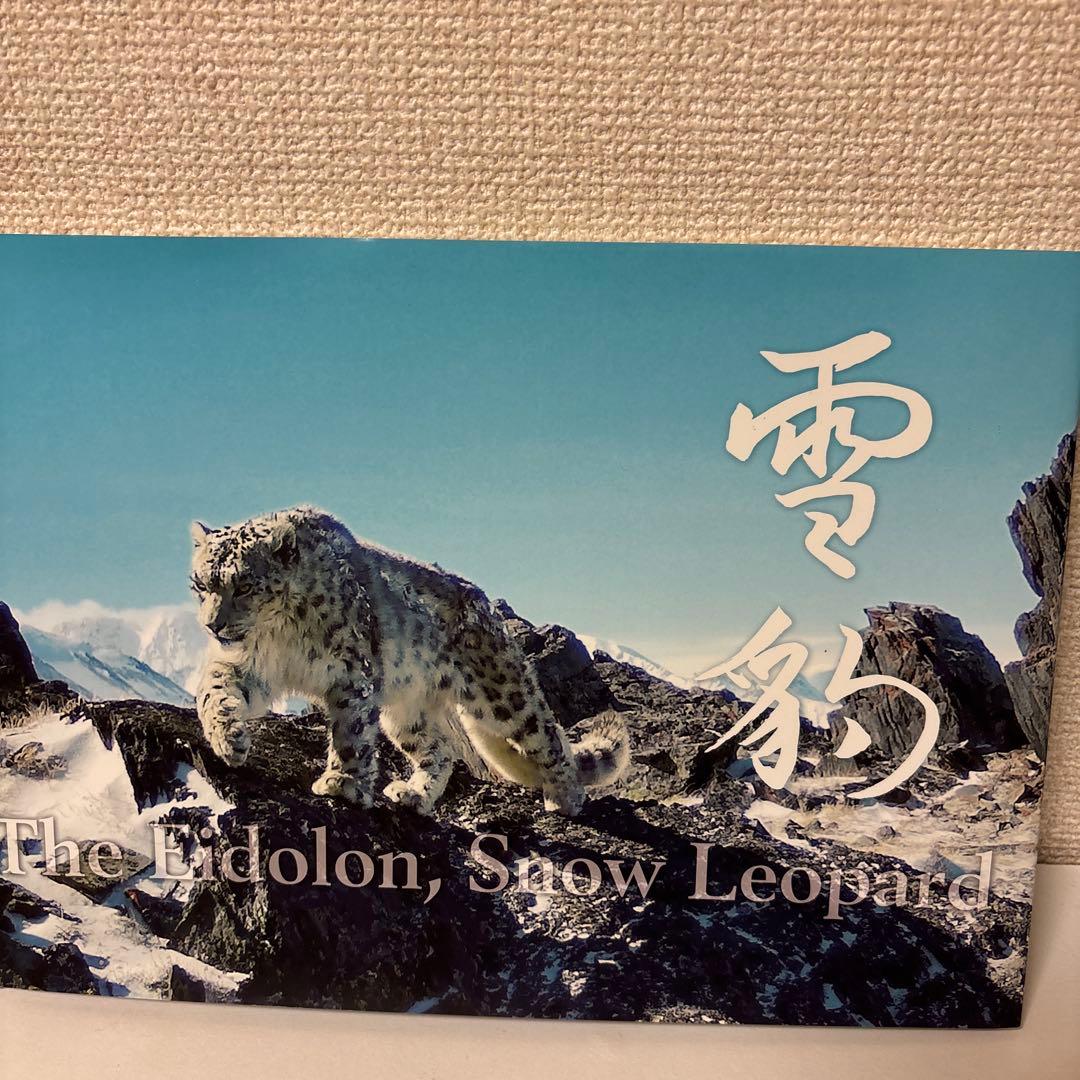 雪豹
The Eidolon, Snow Leopard